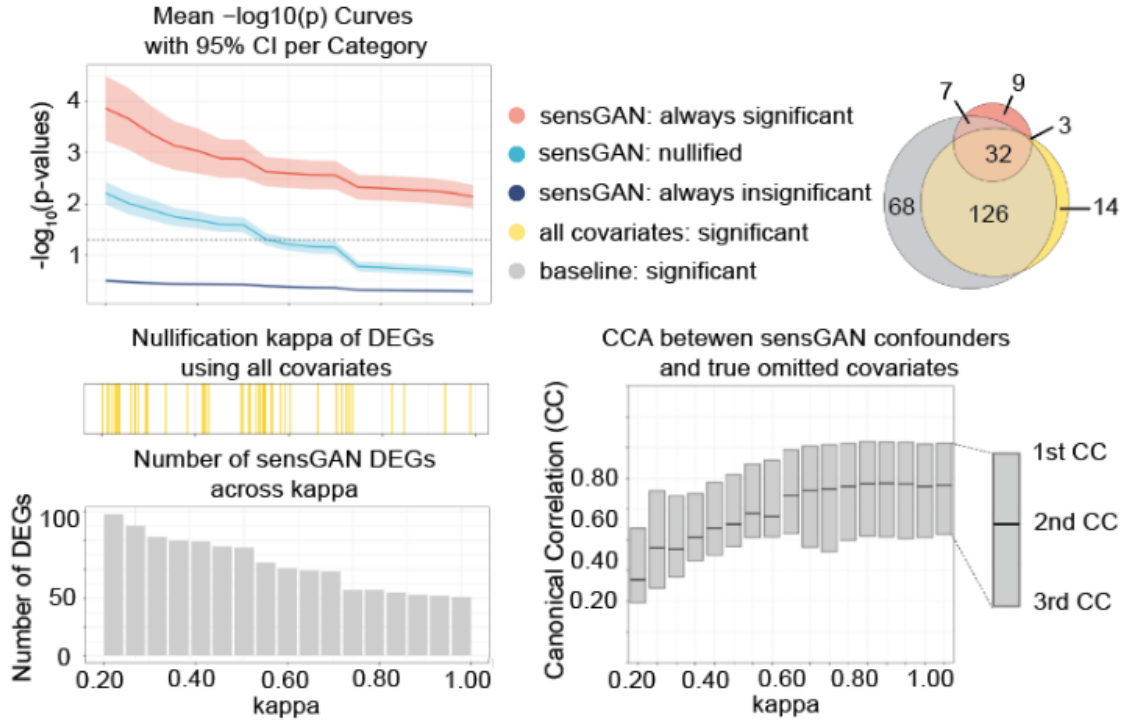 Mean −log10(p) Curves
with 95% CI per Category
-log10(p-values)
4
3
2
1
sensGAN: always significant
sensGAN: nullified
sensGAN: always insignificant
all covariates: significant
baseline: significant
7
9
3
32
68
126
14
Nullification kappa of DEGs
using all covariates
Number of sensGAN DEGs
across kappa
Number of DEGs
100
50
0
0.20 0.40 0.60 0.80 1.00
kappa
CCA betewen sensGAN confounders
and true omitted covariates
Canonical Correlation (CC)
0.80
0.60
0.40
0.20
0.20 0.40 0.60 0.80 1.00
kappa
1st CC
2nd CC
3rd CC